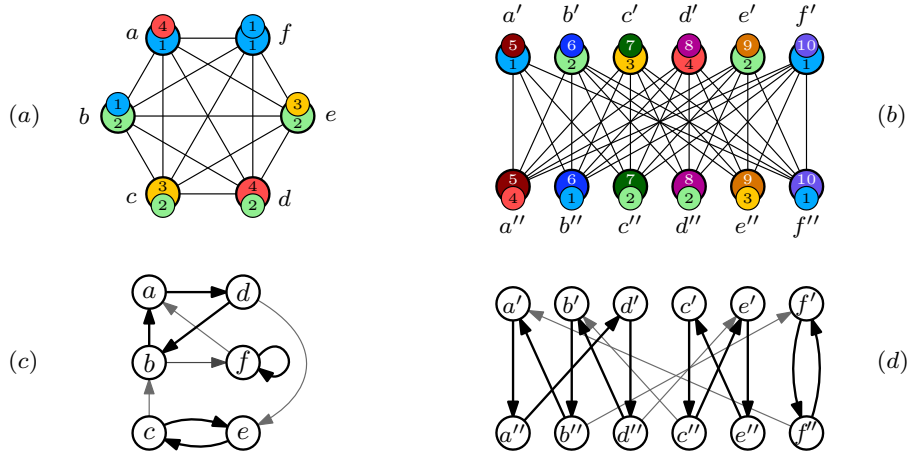 a' b' c' d' e' f'
4 1 5 6 7 8 9 10
a 1 1 f 1 2 3 4 2 1
(a) b 1 2 3 2 e (b)
3 4 5 6 7 8 9 10
c 2 2 d 4 1 2 2 3 1
a'' b'' c'' d'' e'' f''
a d a' b' d' c' e' f'
(c) b f (d)
c e a'' b'' d'' c'' e'' f''